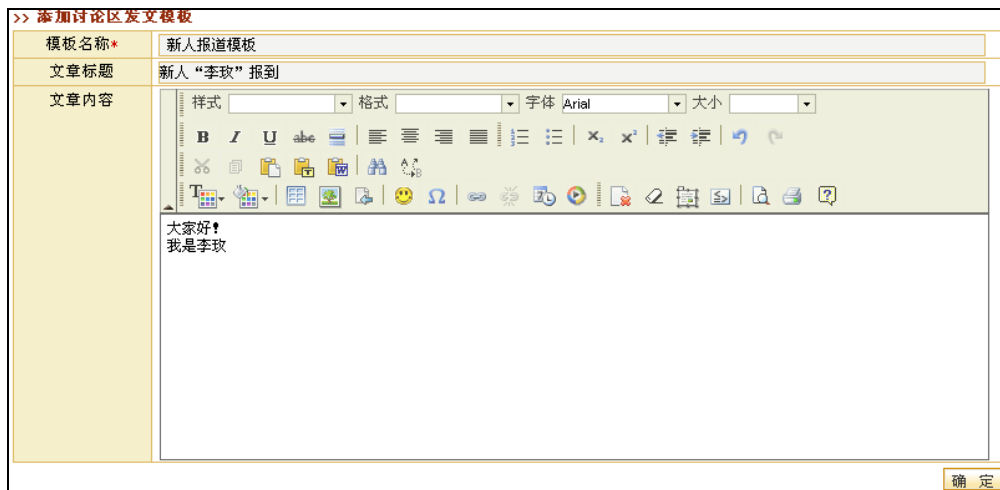 >> 添加讨论区发文模板
模板名称* 新人报道模板
文章标题 新人“李玫”报到
文章内容 样式 格式 字体 Arial 大小
B I U abc
大家好！
我是李玫
确 定